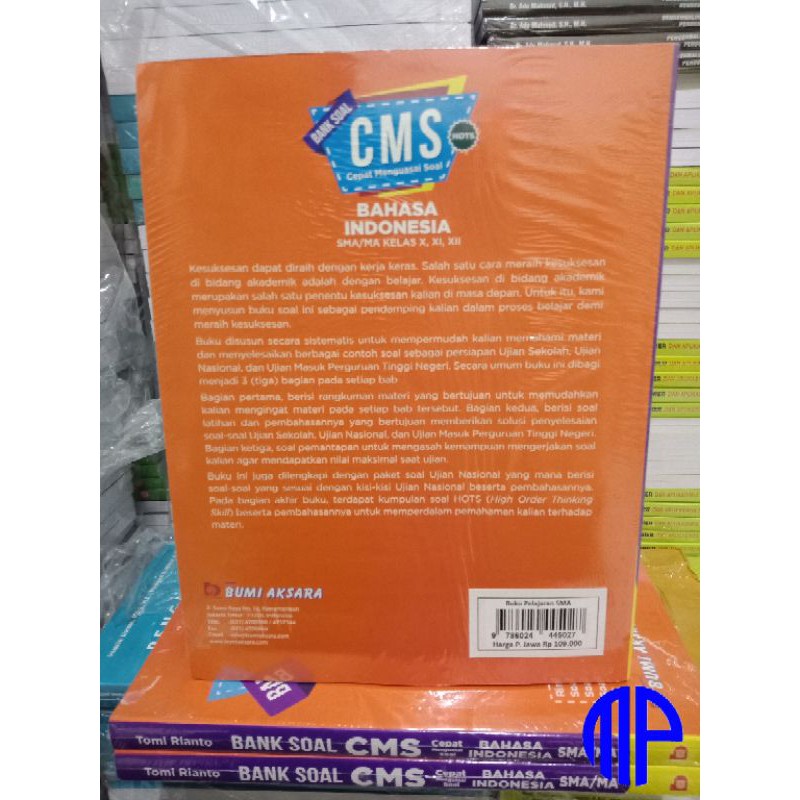 BANK SOAL
CMS
HOTS
Cepat Menguasai Soal
BAHASA
INDONESIA
SMA/MA KELAS X, XI, XII
Kesuksesan dapat diraih dengan kerja keras. Salah satu cara meraih kesuksesan
di bidang akademik adalah dengan belajar. Kesuksesan di bidang akademik
merupakan salah satu penentu kesuksesan kalian di masa depan. Untuk itu, kami
menyusun buku soal ini sebagai pendamping kalian dalam proses belajar demi
meraih kesuksesan.
Buku disusun secara sistematis untuk mempermudah kalian memahami materi
dan menyelesaikan berbagai contoh soal sebagai persiapan Ujian Sekolah, Ujian
Nasional, dan Ujian Masuk Perguruan Tinggi Negeri. Secara umum buku ini dibagi
menjadi 3 (tiga) bagian pada setiap bab
Bagian pertama, berisi rangkuman materi yang bertujuan untuk memudahkan
kalian mengingat materi pada setiap bab tersebut. Bagian kedua, berisi soal
latihan dan pembahasannya yang bertujuan memberikan solusi penyelesaian
soal-soal Ujian Sekolah, Ujian Nasional, dan Ujian Masuk Perguruan Tinggi Negeri.
Bagian ketiga, soal pemantapan untuk mengasah kemampuan mengerjakan soal
kalian agar mendapatkan nilai maksimal saat ujian.
Buku ini juga dilengkapi dengan paket soal Ujian Nasional yang mana berisi
soal-soal yang sesuai dengan kisi-kisi Ujian Nasional beserta pembahasannya.
Pada bagian akhir buku, terdapat kumpulan soal HOTS (High Order Thinking
Skill) beserta pembahasannya untuk memperdalam pemahaman kalian terhadap
materi.
BUMI AKSARA
Buku Pelajaran SMA
9 786024 445027
Harga P. Jawa Rp 109.000
BUMI AKSA
Tomi Rianto BANK SOAL CMS Cepat Menguasai Soal BAHASA INDONESIA SMA/MA
Tomi Rianto BANK SOAL CMS Cepat Menguasai Soal BAHASA INDONESIA SMA/MA
MP